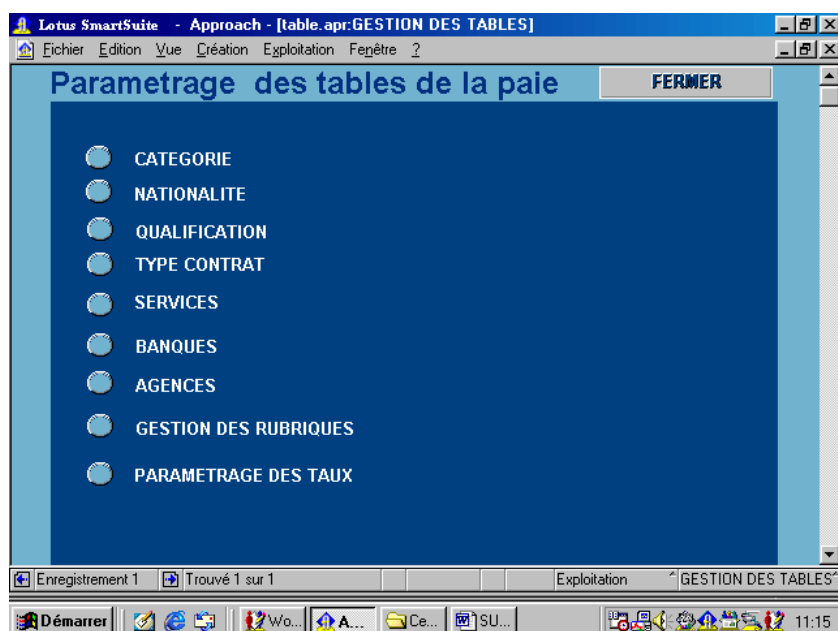 Lotus SmartSuite - Approach - [table.apr:GESTION DES TABLES]
Fichier Edition Vue Création Exploitation Fenêtre ?
Parametrage des tables de la paie FERMER
CATEGORIE
NATIONALITE
QUALIFICATION
TYPE CONTRAT
SERVICES
BANQUES
AGENCES
GESTION DES RUBRIQUES
PARAMETRAGE DES TAUX
Enregistrement 1 Trouvé 1 sur 1 Exploitation GESTION DES TABLES
Démarrer Wo... A... Ce... SU... 11:15